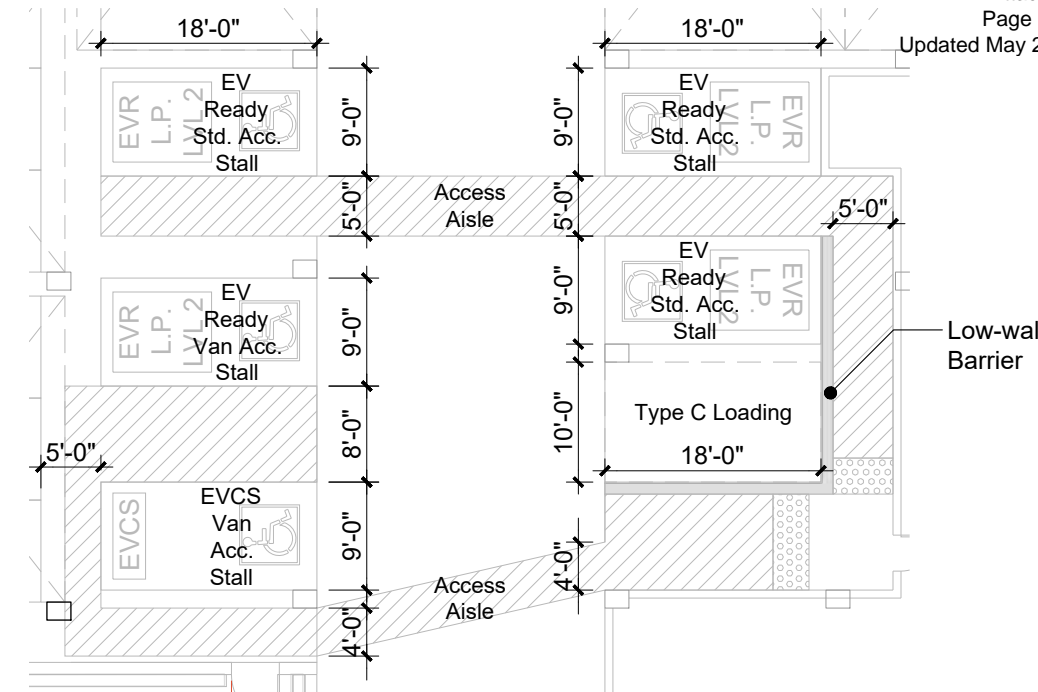 Page
Updated May 2
18'-0"
18'-0"
EV
Ready
Std. Acc.
Stall
EVR
L.P.
LVL 2
9'-0"
9'-0"
EV
Ready
Std. Acc.
Stall
EVR
L.P.
LVL 2
5'-0"
Access
Aisle
5'-0"
5'-0"
EV
Ready
Van Acc.
Stall
EVR
L.P.
LVL 2
9'-0"
9'-0"
EV
Ready
Std. Acc.
Stall
EVR
L.P.
LVL 2
Low-wal
Barrier
5'-0"
8'-0"
10'-0"
Type C Loading
18'-0"
EVCS
EVCS
Van
Acc.
Stall
9'-0"
4'-0"
Access
Aisle
4'-0"